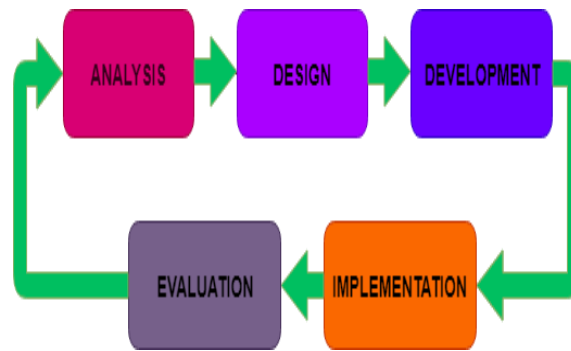 ANALYSIS
DESIGN
DEVELOPMENT
EVALUATION
IMPLEMENTATION